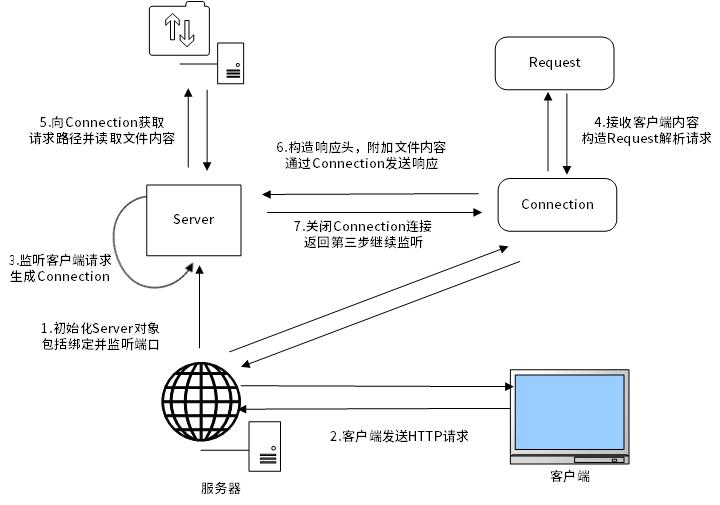 Request
5.向Connection获取
请求路径并读取文件内容
4.接收客户端内容
构造Request解析请求
6.构造响应头，附加文件内容
通过Connection发送响应
Server
Connection
7.关闭Connection连接
返回第三步继续监听
3.监听客户端请求
生成Connection
1.初始化Server对象
包括绑定并监听端口
2.客户端发送HTTP请求
服务器
客户端